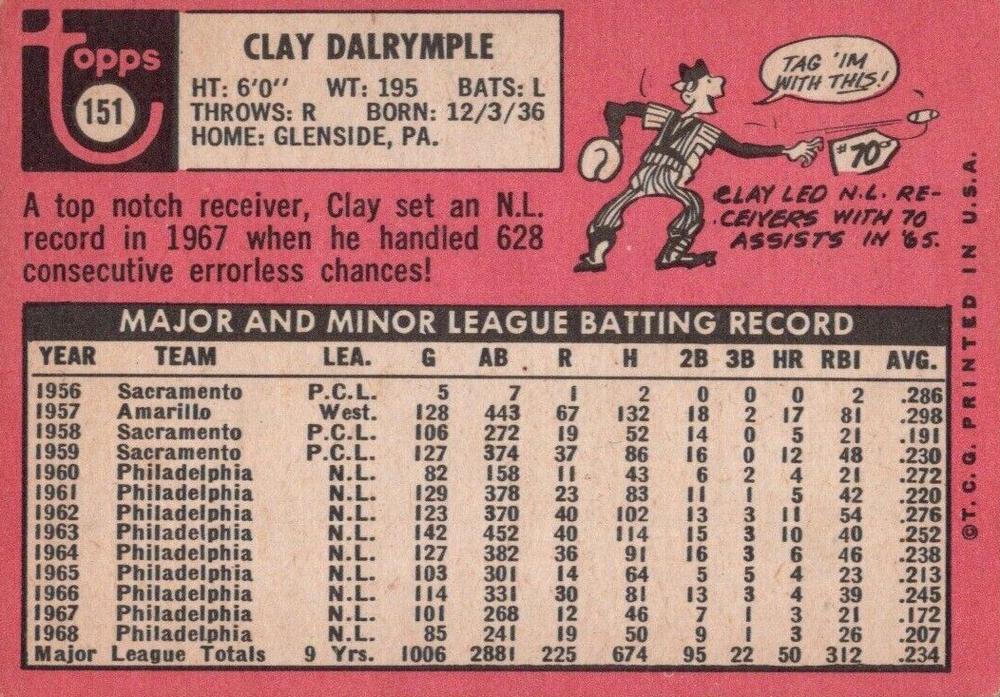 topps
151
CLAY DALRYMPLE
HT: 6'0" WT: 195 BATS: L
THROWS: R BORN: 12/3/36
HOME: GLENSIDE, PA.
TAG 'IM
WITH THIS!
$70
CLAY LED N.L. RE-
CEIVERS WITH 70
ASSISTS IN '65.
A top notch receiver, Clay set an N.L.
record in 1967 when he handled 628
consecutive errorless chances!
MAJOR AND MINOR LEAGUE BATTING RECORD
YEAR TEAM LEA. G AB R H 2B 3B HR RBI AVG.
1956 Sacramento P.C.L. 5 7 1 2 0 0 0 2 .286
1957 Amarillo West. 128 443 67 132 18 2 17 81 .298
1958 Sacramento P.C.L. 106 272 19 52 14 0 5 21 .191
1959 Sacramento P.C.L. 127 374 37 86 16 0 12 48 .230
1960 Philadelphia N.L. 82 158 11 43 6 2 4 21 .272
1961 Philadelphia N.L. 129 378 23 83 11 1 5 42 .220
1962 Philadelphia N.L. 123 370 40 102 13 3 11 54 .276
1963 Philadelphia N.L. 142 452 40 114 15 3 10 40 .252
1964 Philadelphia N.L. 127 382 36 91 16 3 6 46 .238
1965 Philadelphia N.L. 103 301 14 64 5 5 4 23 .213
1966 Philadelphia N.L. 114 331 30 81 13 3 4 39 .245
1967 Philadelphia N.L. 101 268 12 46 7 1 3 21 .172
1968 Philadelphia N.L. 85 241 19 50 9 1 3 26 .207
Major League Totals 9 Yrs. 1006 2881 225 674 95 22 50 312 .234
©T.C.G. PRINTED IN U.S.A.